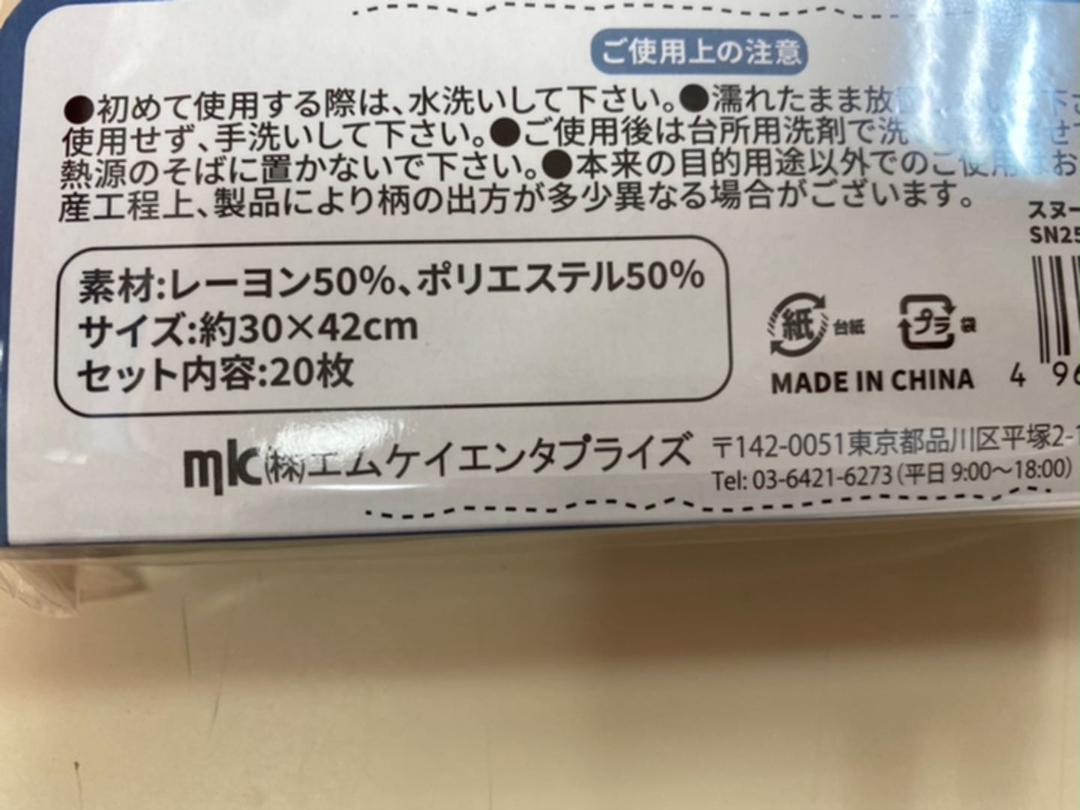 ご使用上の注意
●初めて使用する際は、水洗いして下さい。●濡れたまま放
使用せず、手洗いして下さい。●ご使用後は台所用洗剤で洗
熱源のそばに置かないで下さい。●本来の目的用途以外でのご使用はお
産工程上、製品により柄の出方が多少異なる場合がございます。
スヌー
SN25
素材:レーヨン50%、ポリエステル50%
サイズ:約30×42cm
セット内容:20枚
紙 台紙 プラ 袋
MADE IN CHINA
4 96
mk(株)エムケイエンタプライズ
〒142-0051東京都品川区平塚2-1
Tel: 03-6421-6273(平日 9:00～18:00)